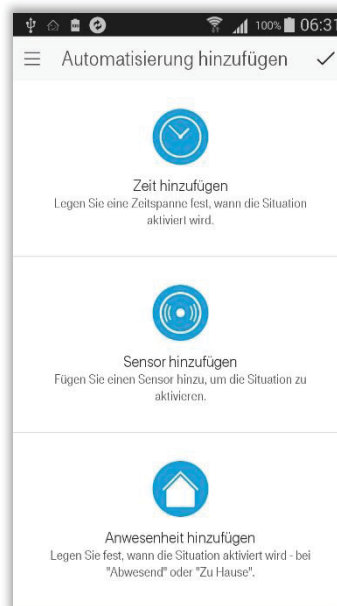 100% 06:31
Automatisierung hinzufügen
Zeit hinzufügen
Legen Sie eine Zeitspanne fest, wann die Situation
aktiviert wird.
Sensor hinzufügen
Fügen Sie einen Sensor hinzu, um die Situation zu
aktivieren.
Anwesenheit hinzufügen
Legen Sie fest, wann die Situation aktiviert wird - bei
"Abwesend" oder "Zu Hause".